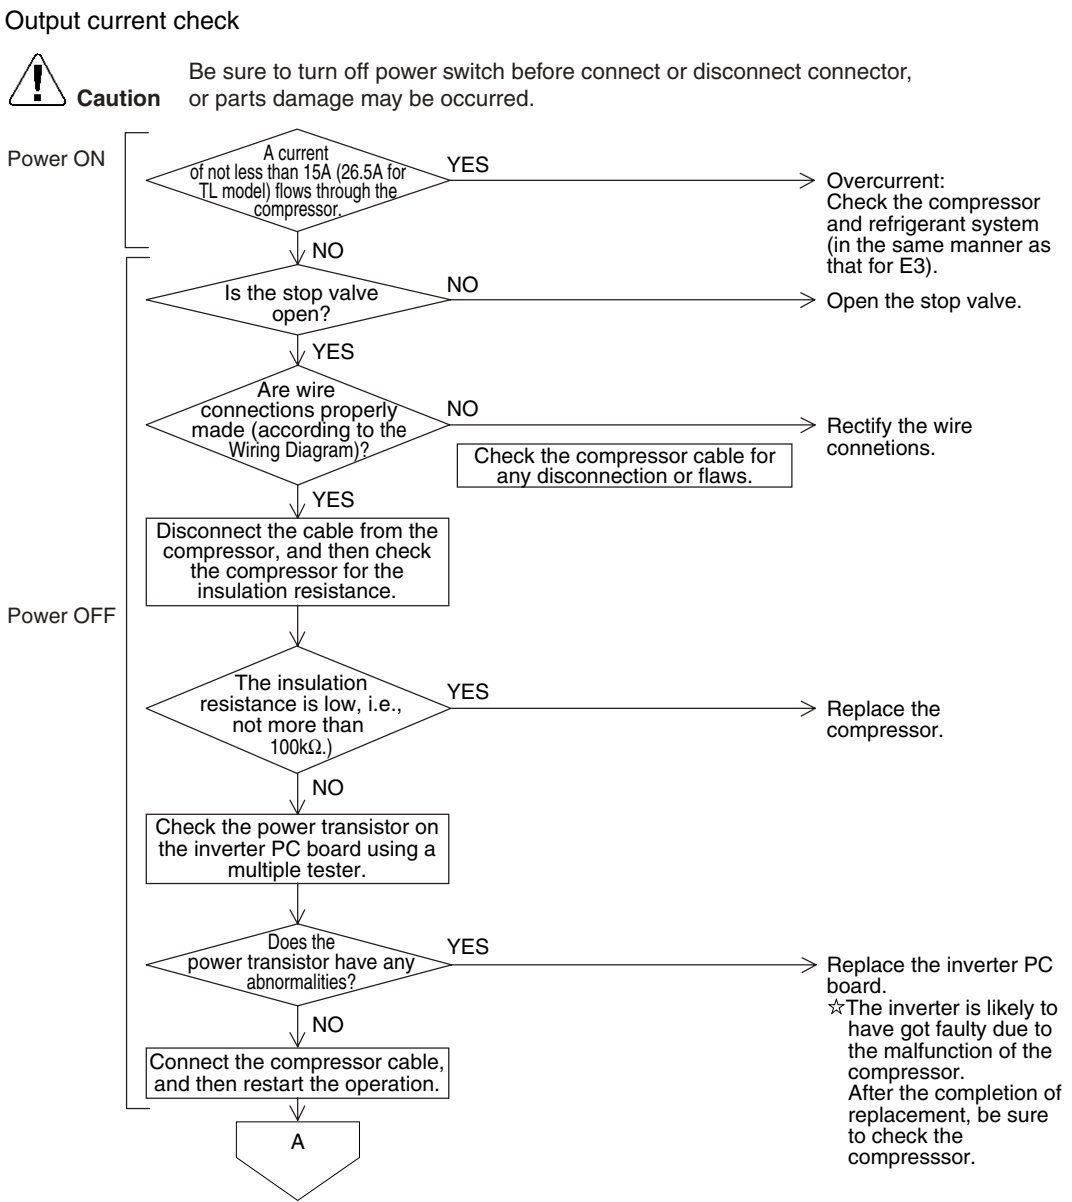 Output current check
Caution
Be sure to turn off power switch before connect or disconnect connector,
or parts damage may be occurred.
Power ON
A current
of not less than 15A (26.5A for
TL model) flows through the
compressor.
YES
Overcurrent:
Check the compressor
and refrigerant system
(in the same manner as
that for E3).
NO
Is the stop valve
open?
NO
Open the stop valve.
YES
Are wire
connections properly
made (according to the
Wiring Diagram)?
NO
Rectify the wire
connetions.
Check the compressor cable for
any disconnection or flaws.
YES
Disconnect the cable from the
compressor, and then check
the compressor for the
insulation resistance.
Power OFF
The insulation
resistance is low, i.e.,
not more than
100kΩ.)
YES
Replace the
compressor.
NO
Check the power transistor on
the inverter PC board using a
multiple tester.
Does the
power transistor have any
abnormalities?
YES
Replace the inverter PC
board.
☆The inverter is likely to
have got faulty due to
the malfunction of the
compressor.
After the completion of
replacement, be sure
to check the
compresssor.
NO
Connect the compressor cable,
and then restart the operation.
A